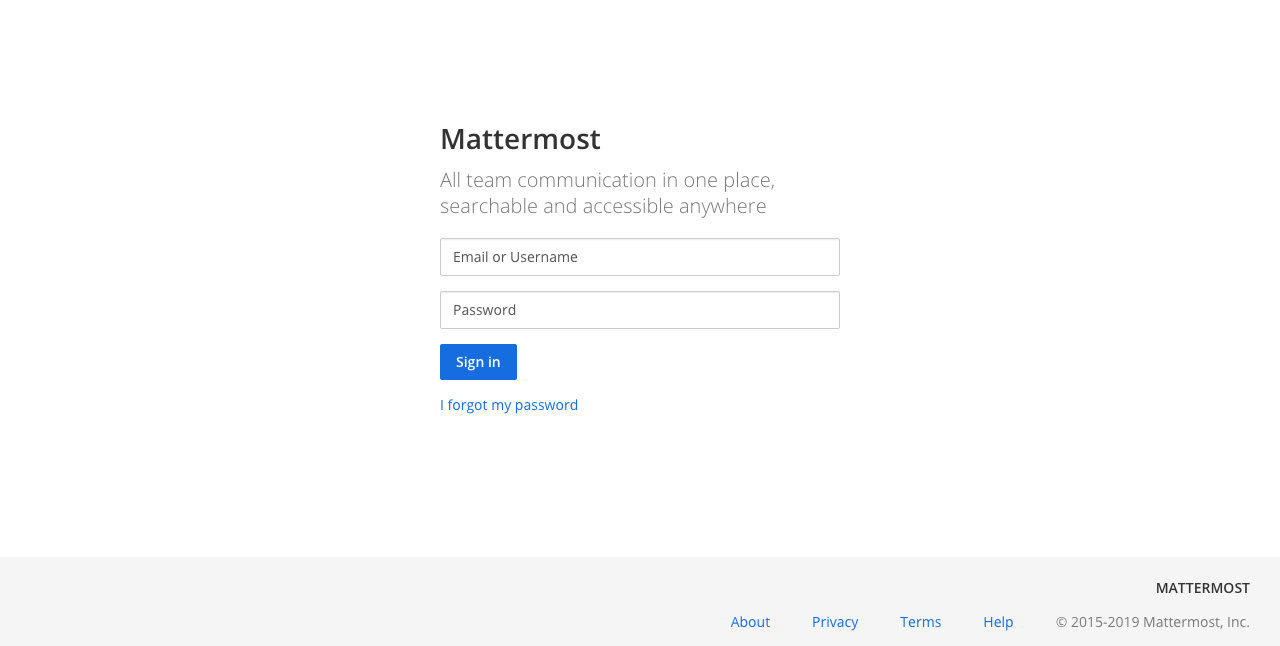 Mattermost
All team communication in one place,
searchable and accessible anywhere
Email or Username
Password
Sign in
I forgot my password
MATTERMOST
About Privacy Terms Help © 2015-2019 Mattermost, Inc.